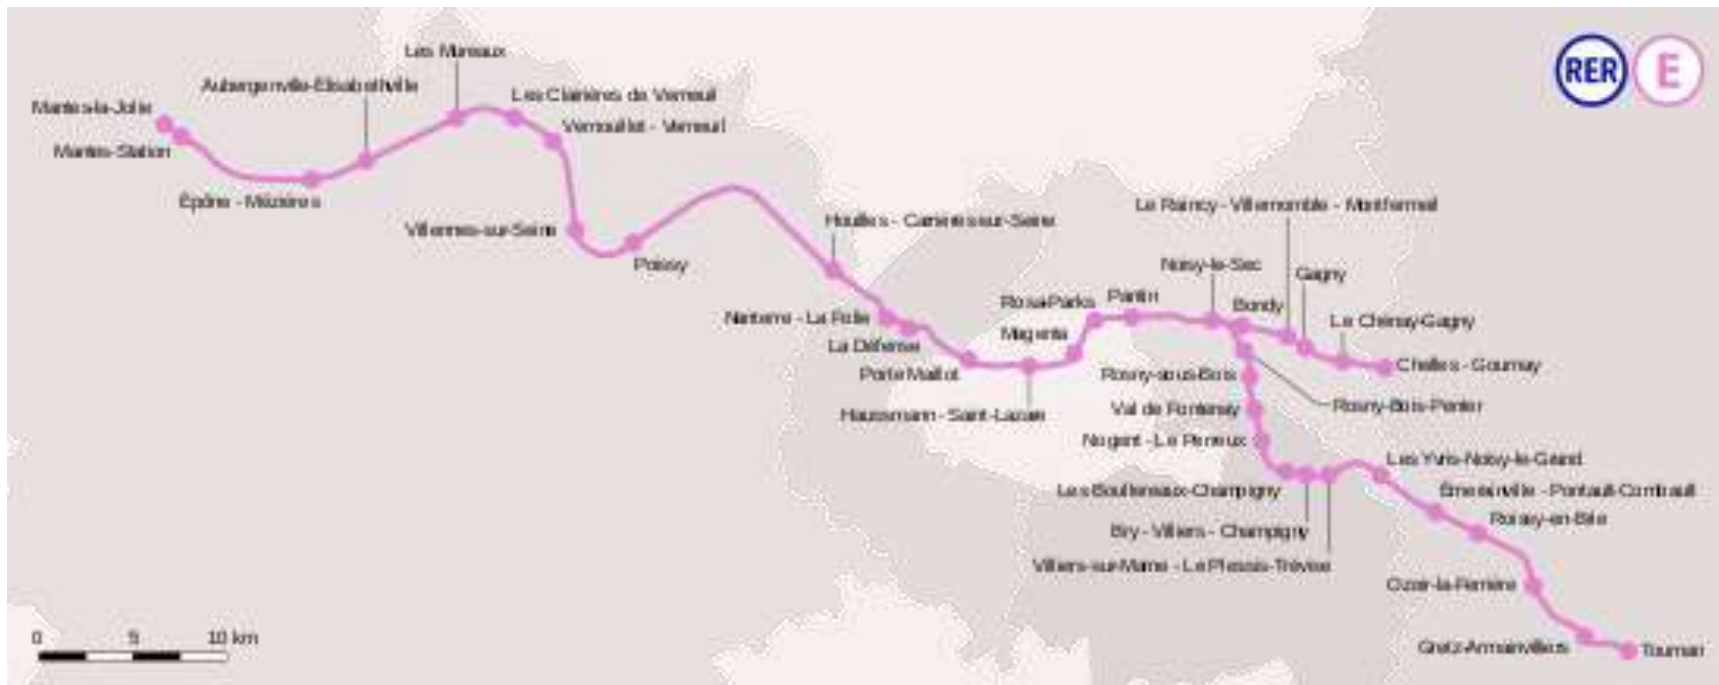 RER E
Les Mureaux
Aubergenville-Élisabethville
Les Clairières de Verneuil
Mantes-la-Jolie
Vernouillet - Verneuil
Mantes-Station
Épône - Mézières
Villennes-sur-Seine
Poissy
Houilles - Carrières-sur-Seine
Le Raincy - Villemomble - Montfermeil
Noisy-le-Sec
Gagny
Rosa-Parks
Pantin
Bondy
Nanterre - La Folie
Magenta
Le Chénay-Gagny
La Défense
Porte Maillot
Chelles - Gournay
Rosny-sous-Bois
Haussmann - Saint-Lazare
Val de Fontenay
Rosny-Bois-Perrier
Nogent - Le Perreux
Les Yvris-Noisy-le-Grand
Les Boullereaux-Champigny
Émerainville - Pontault-Combault
Roissy-en-Brie
Bry - Villiers - Champigny
Villiers-sur-Marne - Le Plessis-Trévise
Ozoir-la-Ferrière
Gretz-Armainvilliers
Tournan
0 5 10 km